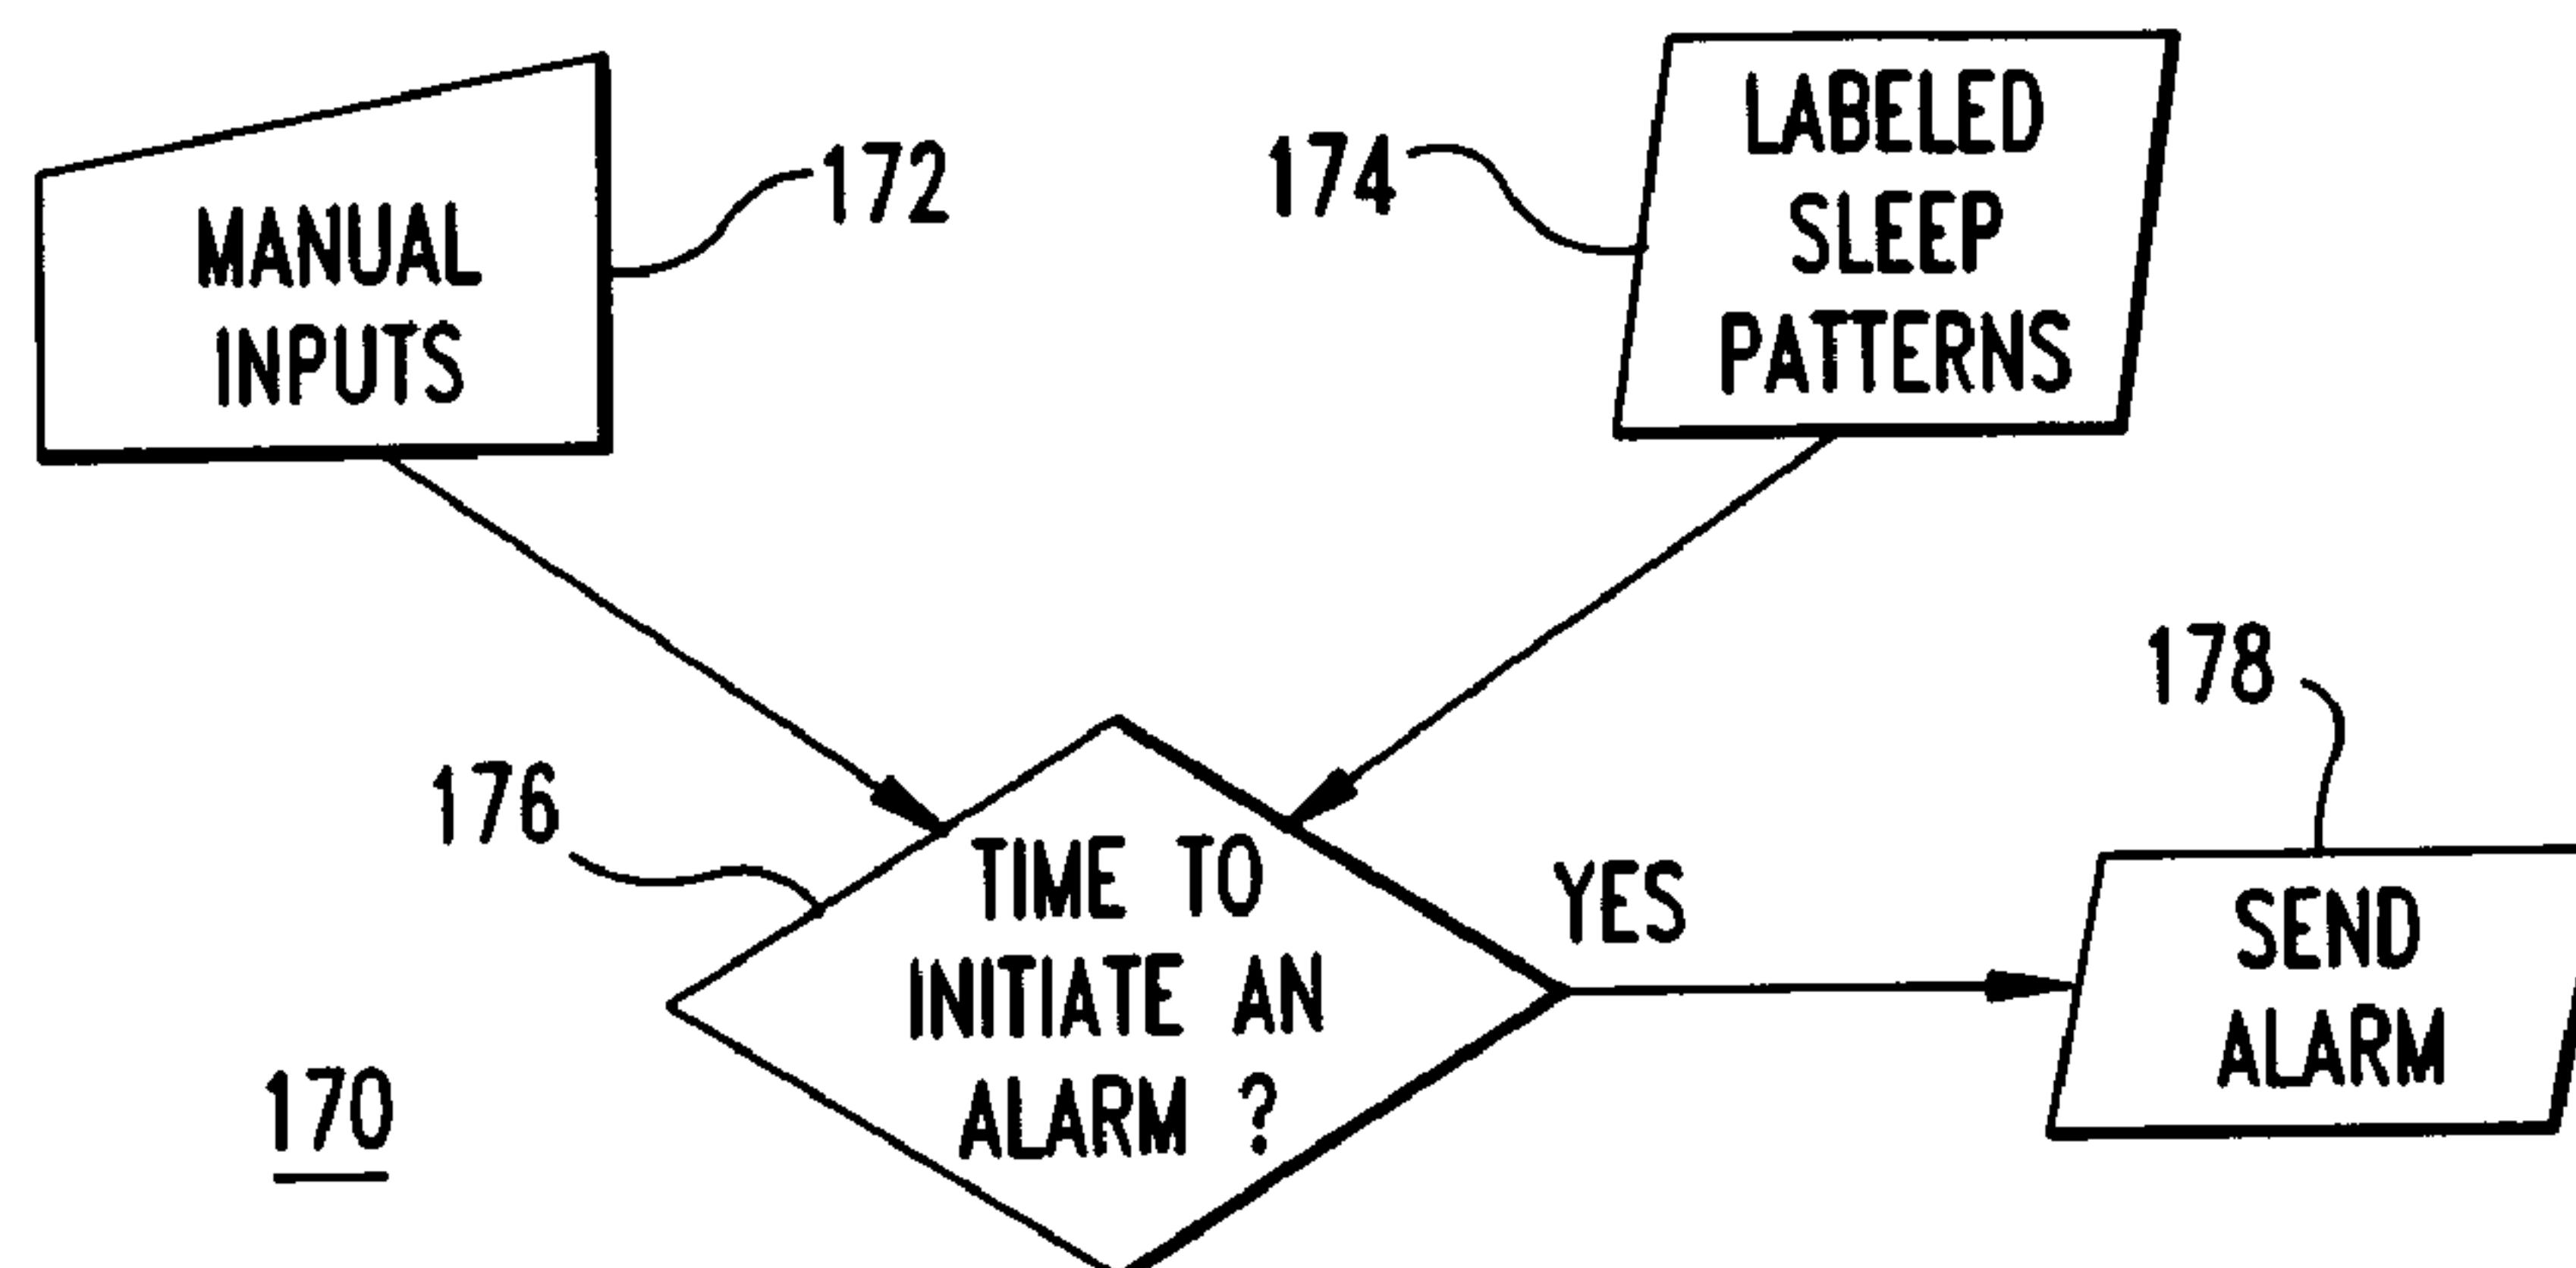 MANUAL
INPUTS
172
174
LABELED
SLEEP
PATTERNS
176
TIME TO
INITIATE AN
ALARM ?
YES
178
SEND
ALARM
170